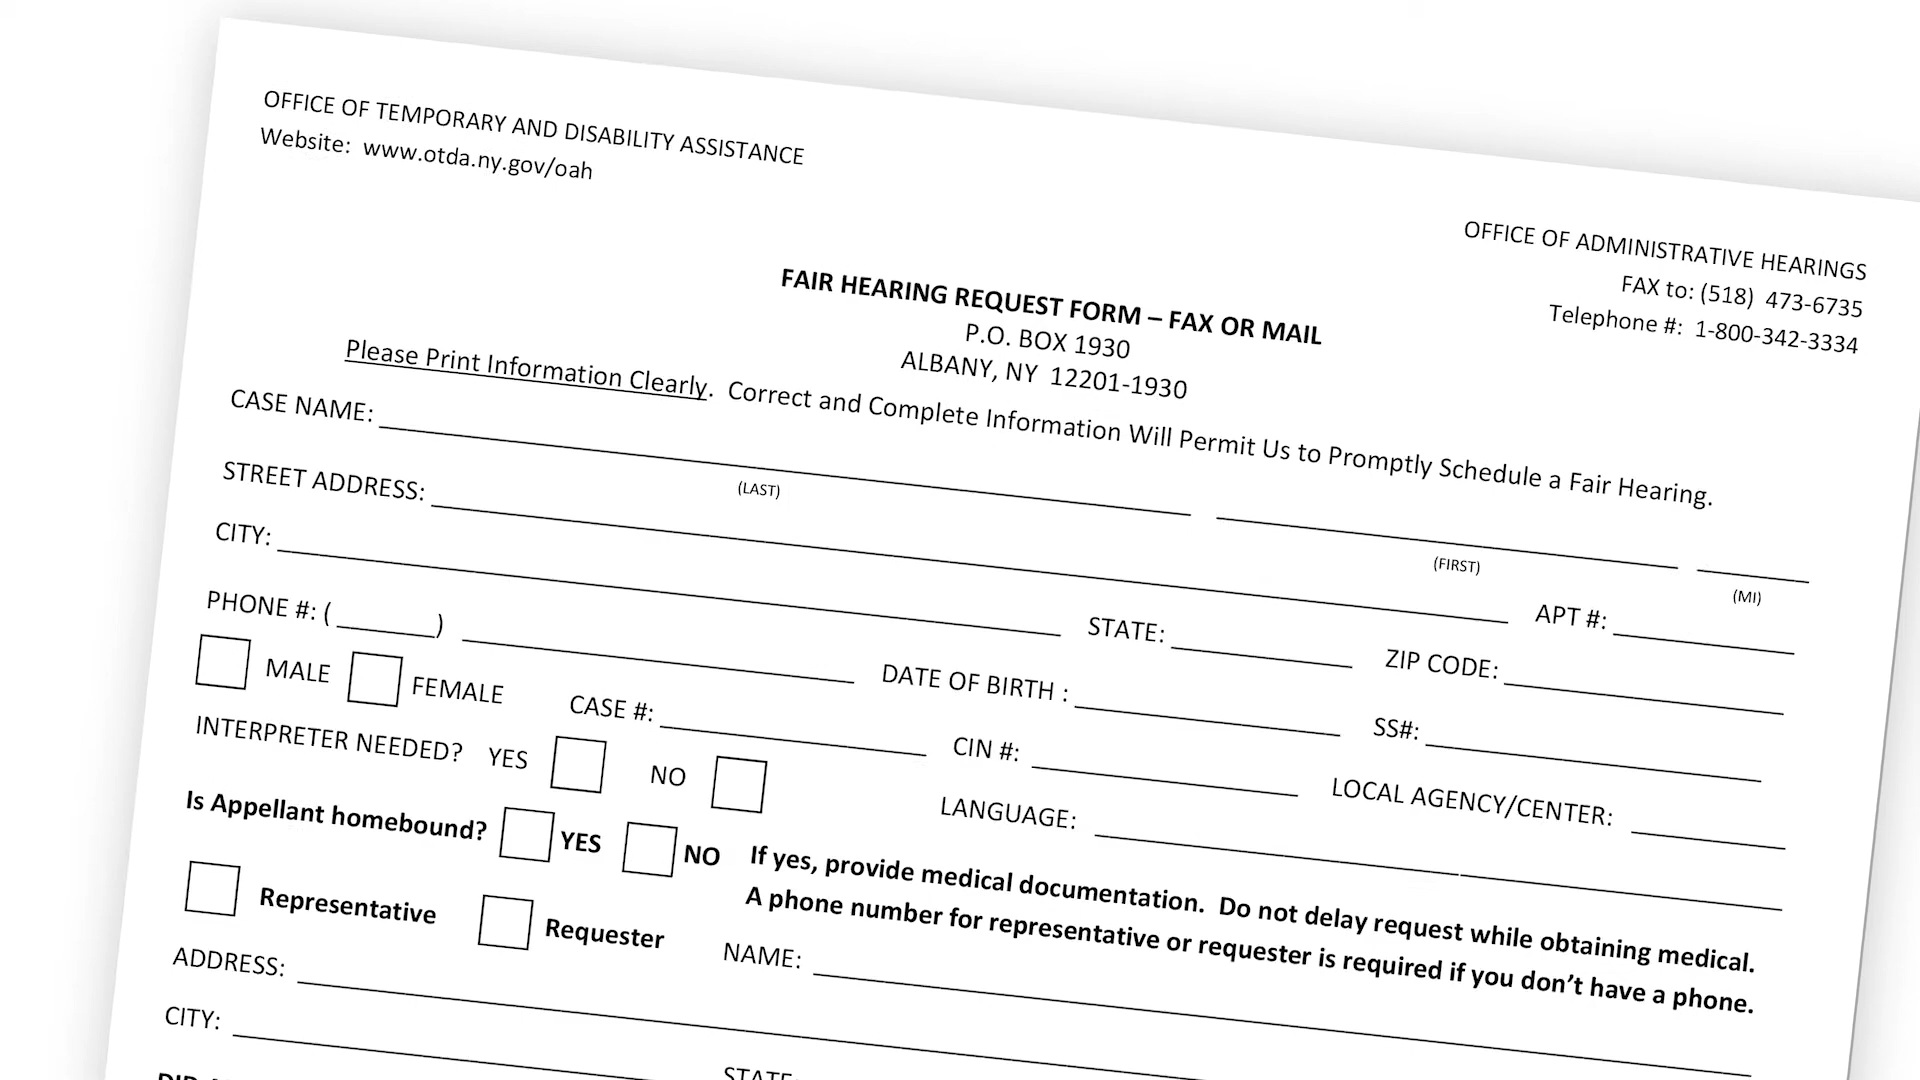 OFFICE OF TEMPORARY AND DISABILITY ASSISTANCE
Website: www.otda.ny.gov/oah
OFFICE OF ADMINISTRATIVE HEARINGS
FAX to: (518) 473-6735
Telephone #: 1-800-342-3334
FAIR HEARING REQUEST FORM – FAX OR MAIL
P.O. BOX 1930
ALBANY, NY 12201-1930
Please Print Information Clearly. Correct and Complete Information Will Permit Us to Promptly Schedule a Fair Hearing.
CASE NAME:
(LAST) (FIRST) (MI)
STREET ADDRESS: APT #:
CITY: STATE: ZIP CODE:
PHONE #: ( ) DATE OF BIRTH : SS#:
MALE FEMALE CASE #: CIN #: LOCAL AGENCY/CENTER:
INTERPRETER NEEDED? YES NO LANGUAGE:
Is Appellant homebound? YES NO If yes, provide medical documentation. Do not delay request while obtaining medical.
A phone number for representative or requester is required if you don’t have a phone.
Representative Requester NAME:
ADDRESS:
CITY: STATE: